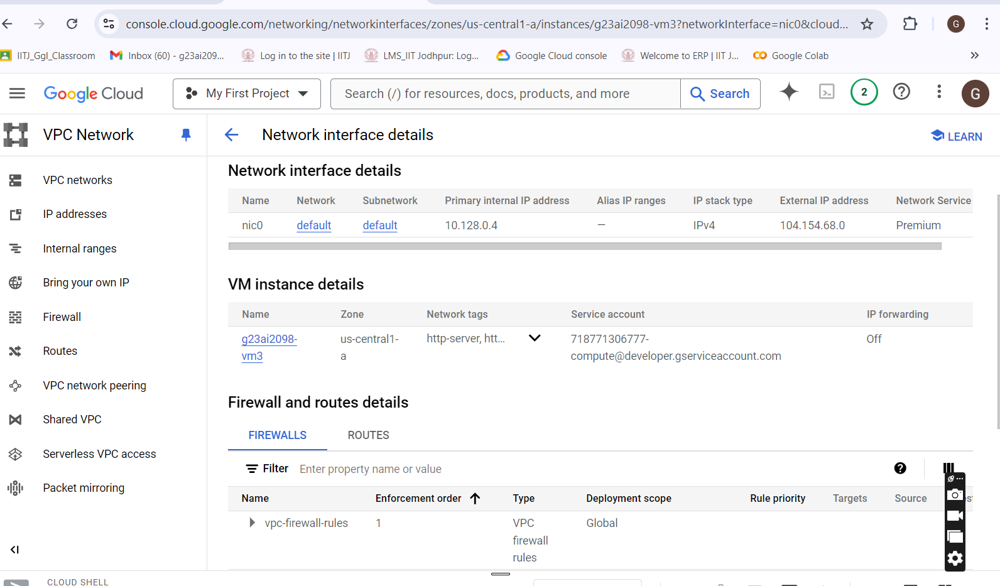 console.cloud.google.com/networking/networkinterfaces/zones/us-central1-a/instances/g23ai2098-vm3?networkInterface=nic0&cloud...
G
IITJ_Ggl_Classroom
Inbox (60) - g23ai209...
Log in to the site | IITJ
LMS_IIT Jodhpur: Log...
Google Cloud console
Welcome to ERP | IIT J...
Google Colab
Google Cloud
My First Project
Search (/) for resources, docs, products, and more
Search
2
G
VPC Network
Network interface details
LEARN
VPC networks
IP addresses
Internal ranges
Bring your own IP
Firewall
Routes
VPC network peering
Shared VPC
Serverless VPC access
Packet mirroring
Network interface details
Name Network Subnetwork Primary internal IP address Alias IP ranges IP stack type External IP address Network Service
nic0 default default 10.128.0.4 — IPv4 104.154.68.0 Premium
VM instance details
Name Zone Network tags Service account IP forwarding
g23ai2098- us-central1- http-server, htt... 718771306777- Off
vm3 a compute@developer.gserviceaccount.com
Firewall and routes details
FIREWALLS ROUTES
Filter Enter property name or value
Name Enforcement order Type Deployment scope Rule priority Targets Source
vpc-firewall-rules 1 VPC Global
firewall
rules
CLOUD SHELL